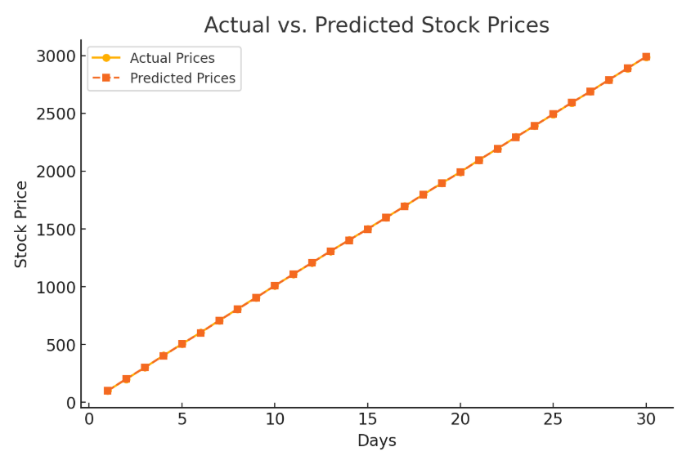 Actual vs. Predicted Stock Prices
Actual Prices
Predicted Prices
3000
2500
2000
1500
1000
500
0
Stock Price
0 5 10 15 20 25 30
Days